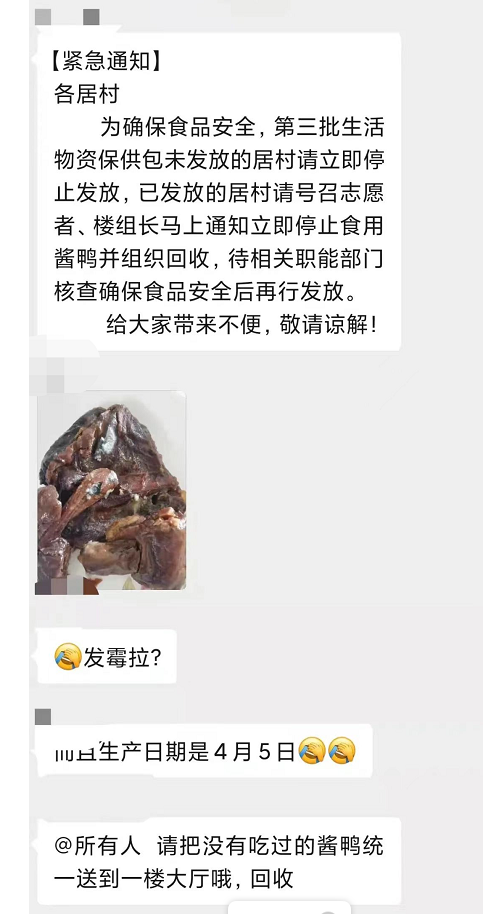 【紧急通知】
各居村
为确保食品安全，第三批生活
物资保供包未发放的居村请立即停
止发放，已发放的居村请号召志愿
者、楼组长马上通知立即停止食用
酱鸭并组织回收，待相关职能部门
核查确保食品安全后再行发放。
给大家带来不便，敬请谅解！
🤣发霉拉?
而且生产日期是4月5日🤣🤣
@所有人 请把没有吃过的酱鸭统
一送到一楼大厅哦，回收